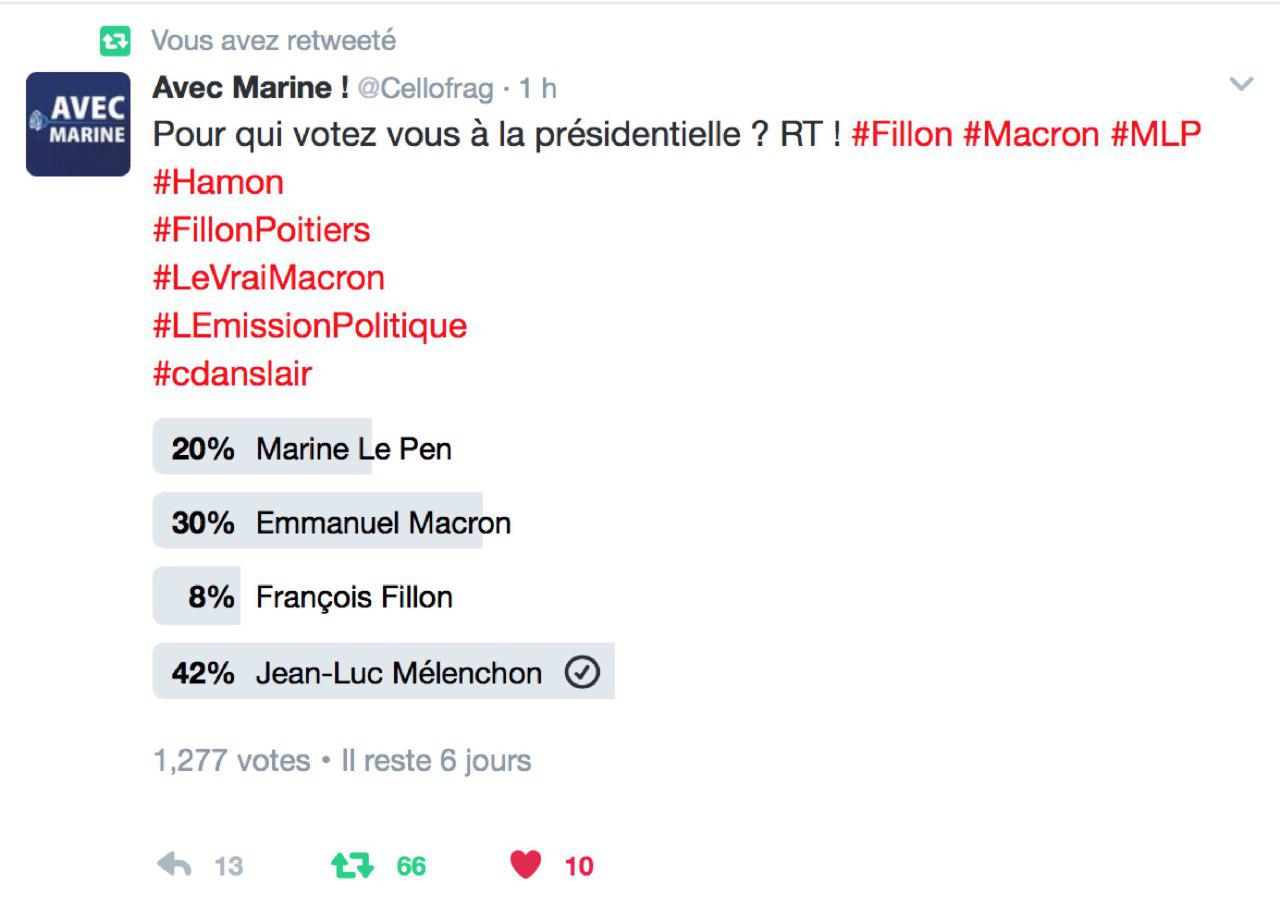 Vous avez retweeté
AVEC
MARINE
Avec Marine ! @Cellofrag · 1 h
Pour qui votez vous à la présidentielle ? RT ! #Fillon #Macron #MLP
#Hamon
#FillonPoitiers
#LeVraiMacron
#LEmissionPolitique
#cdanslair
20% Marine Le Pen
30% Emmanuel Macron
8% François Fillon
42% Jean-Luc Mélenchon
1,277 votes • Il reste 6 jours
13 66 10